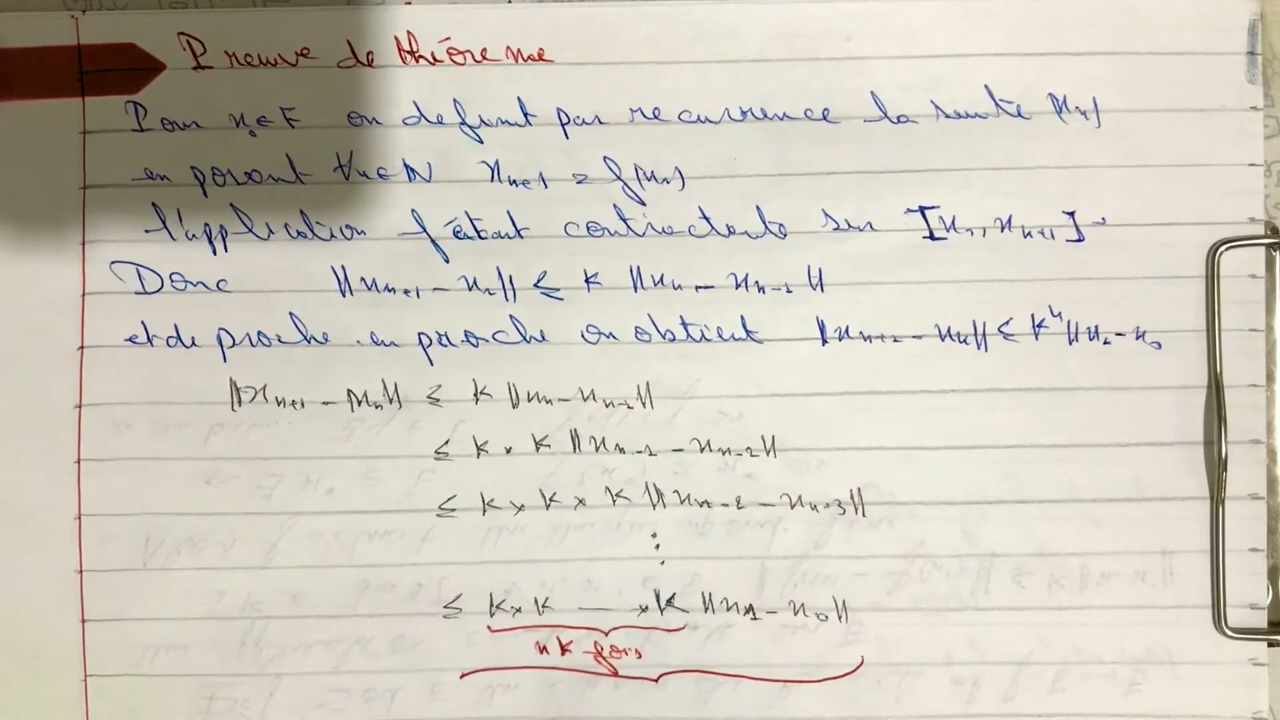 Preuve de théoreme
Pour x₀ ∈ F on definit par recurrence la suite (xₙ)
en posant ∀n∈N xₙ₊₁ = f(xₙ)
l'application f étant contractante sur [xₙ, xₙ₊₁].
Donc ||xₙ₊₁ - xₙ|| ≤ K ||xₙ - xₙ₋₁||
et de proche en proche on obtient ||xₙ₊₁ - xₙ|| ≤ Kⁿ ||x₁ - x₀
||xₙ₊₁ - xₙ|| ≤ K ||xₙ - xₙ₋₁||
≤ K × K ||xₙ₋₁ - xₙ₋₂||
≤ K × K × K ||xₙ₋₂ - xₙ₋₃||
⋮
≤ K × K — × K ||x₁ - x₀||
n K fois